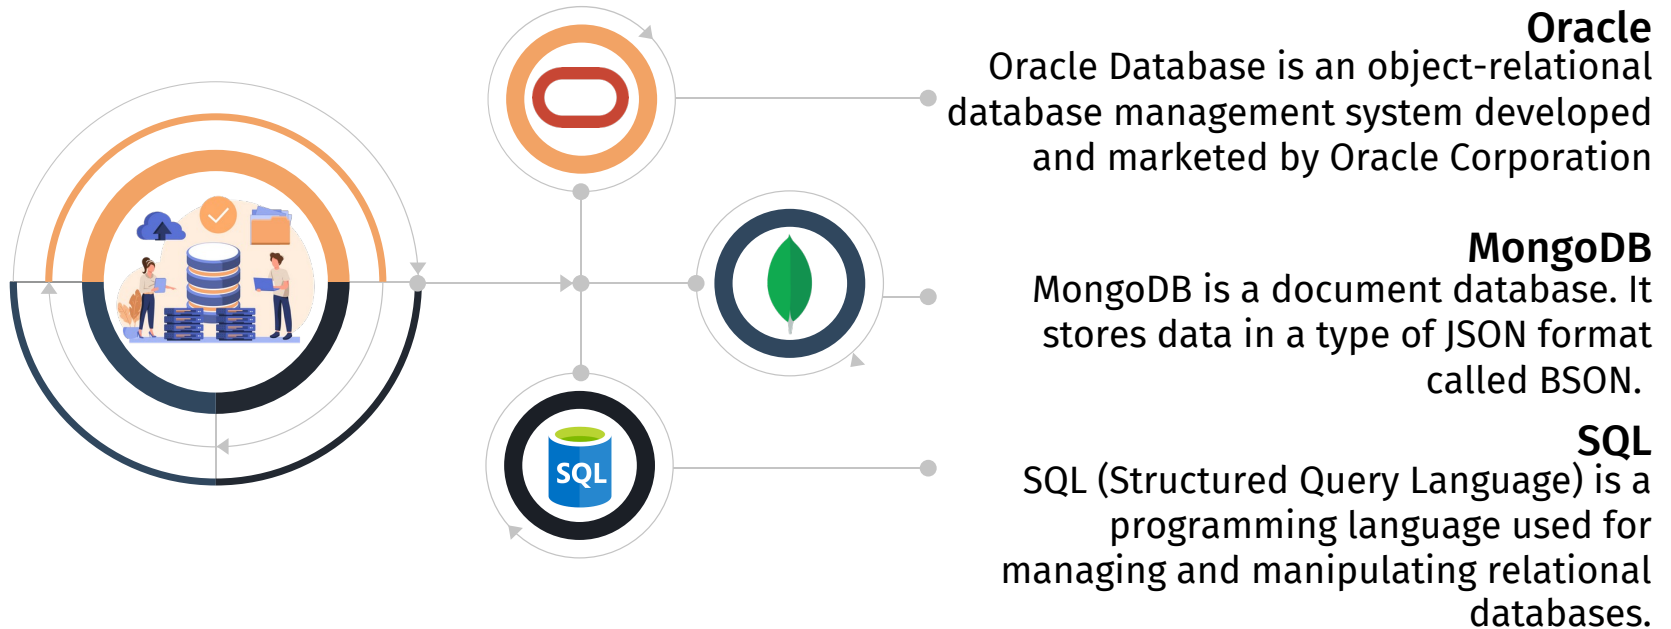 Oracle
Oracle Database is an object-relational
database management system developed
and marketed by Oracle Corporation
MongoDB
MongoDB is a document database. It
stores data in a type of JSON format
called BSON.
SQL
SQL
SQL (Structured Query Language) is a
programming language used for
managing and manipulating relational
databases.